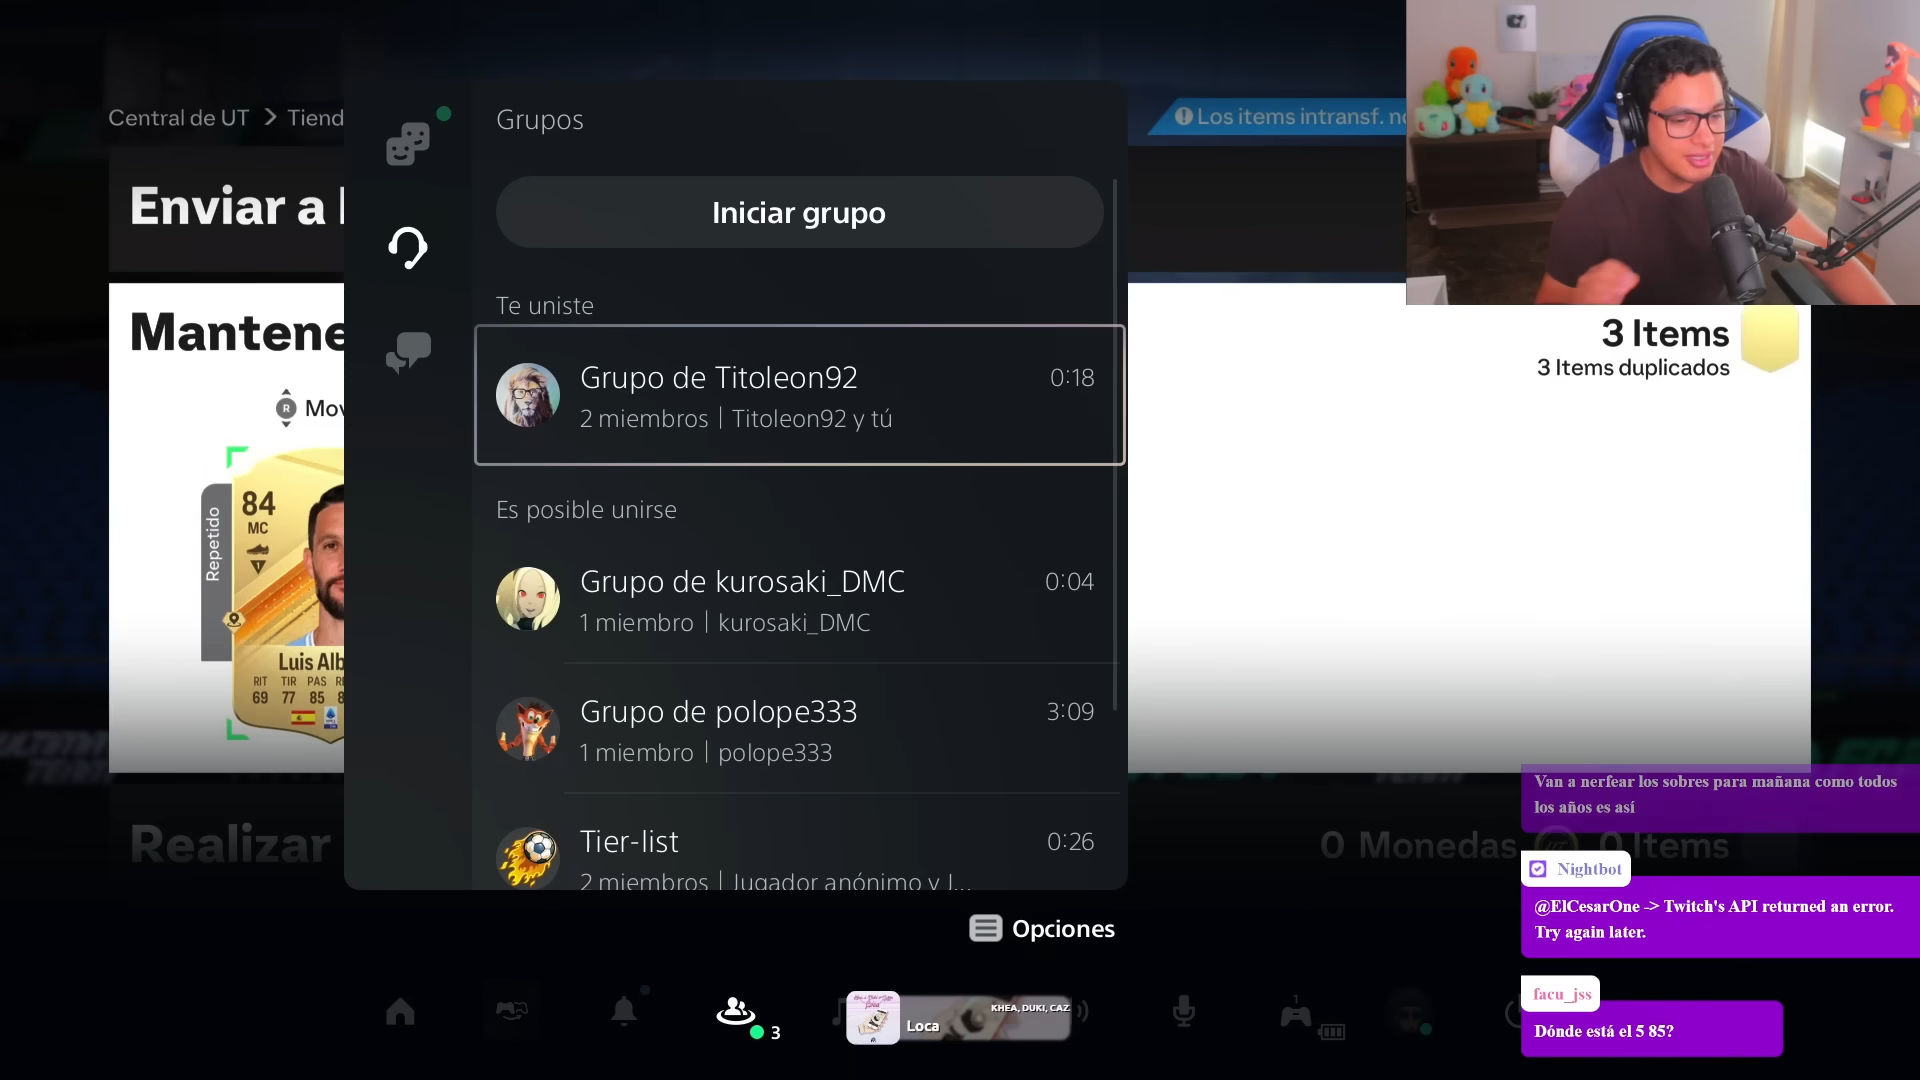 Central de UT > Tiend
Los items intransf. no
Enviar a
Mantene
R Mov
3 Items
3 Items duplicados
Repetido
84
MC
Luis Alb
RIT TIR PAS
69 77 85 8
Realizar
0 Monedas 0 Items
Grupos
Iniciar grupo
Te uniste
Grupo de Titoleon92 0:18
2 miembros | Titoleon92 y tú
Es posible unirse
Grupo de kurosaki_DMC 0:04
1 miembro | kurosaki_DMC
Grupo de polope333 3:09
1 miembro | polope333
Tier-list 0:26
2 miembros | Jugador anónimo y J...
Opciones
3
KHEA, DUKI, CAZ
Loca
1
Van a nerfear los sobres para mañana como todos
los años es así
Nightbot
@ElCesarOne -> Twitch's API returned an error.
Try again later.
facu_jss
Dónde está el 5 85?